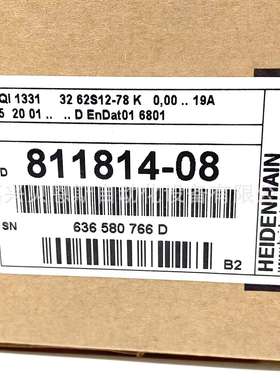 QI 1331 32 62S12-78 K 0,00 .. 19A
5 20 01 .. .. D EnDat01 6801
D 811814-08
SN 636 580 766 D
B2
HEIDENHAIN